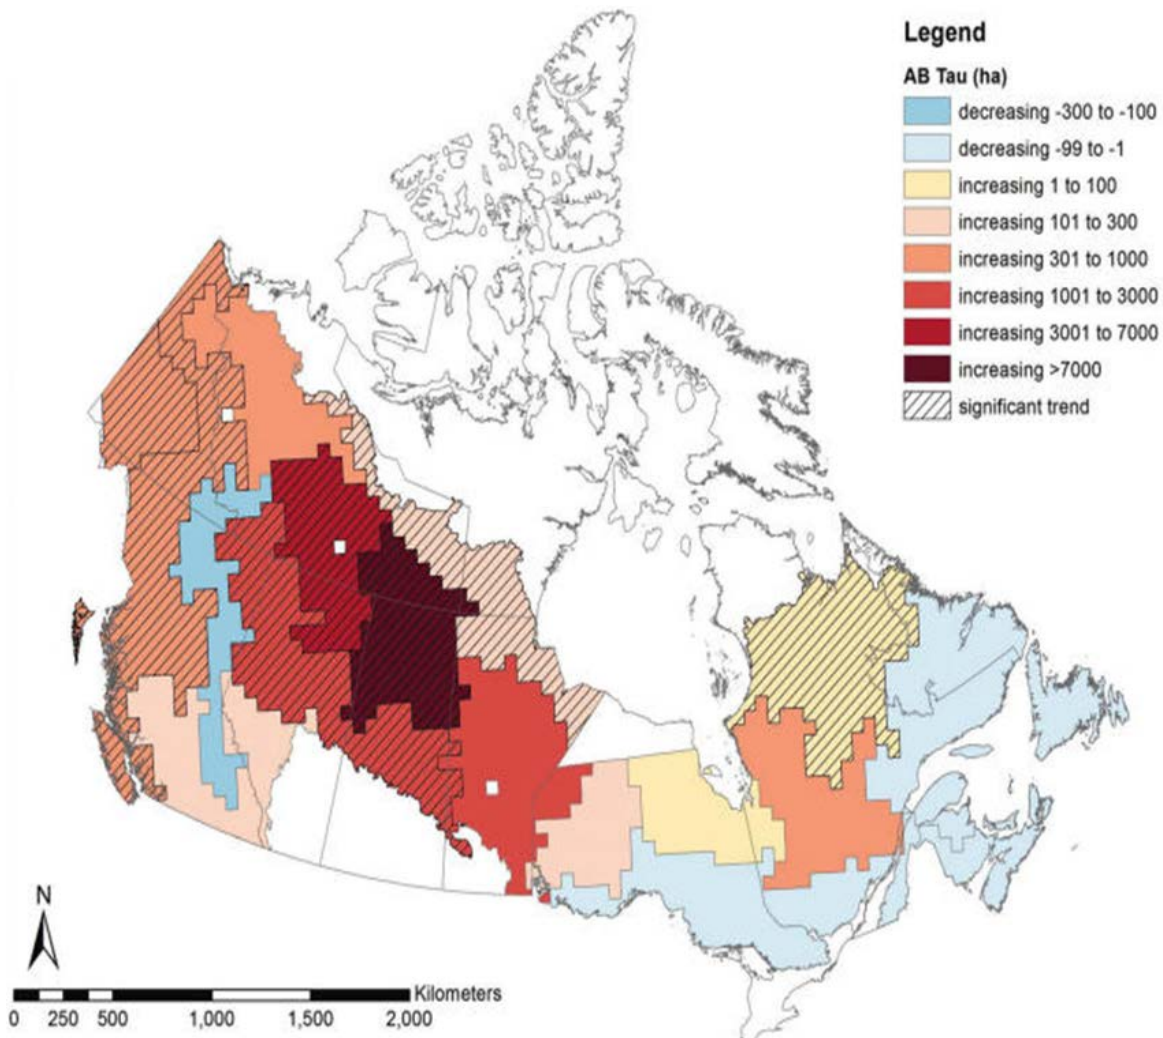 Legend
AB Tau (ha)
decreasing -300 to -100
decreasing -99 to -1
increasing 1 to 100
increasing 101 to 300
increasing 301 to 1000
increasing 1001 to 3000
increasing 3001 to 7000
increasing >7000
significant trend
N
Kilometers
0 250 500 1,000 1,500 2,000